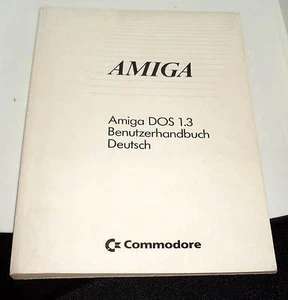 AMIGA
Amiga DOS 1.3
Benutzerhandbuch
Deutsch
Commodore